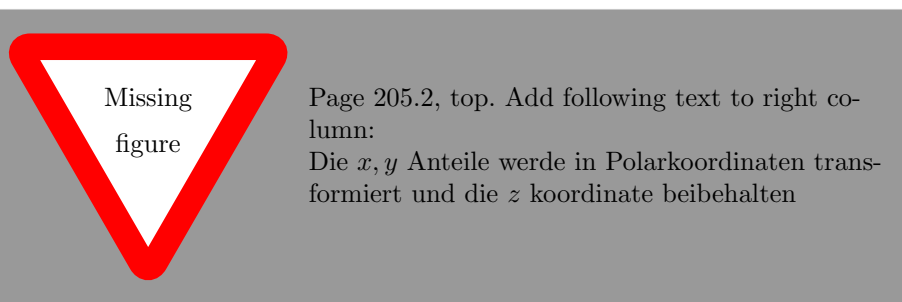 Missing
figure
Page 205.2, top. Add following text to right co-
lumn:
Die x, y Anteile werde in Polarkoordinaten trans-
formiert und die z koordinate beibehalten